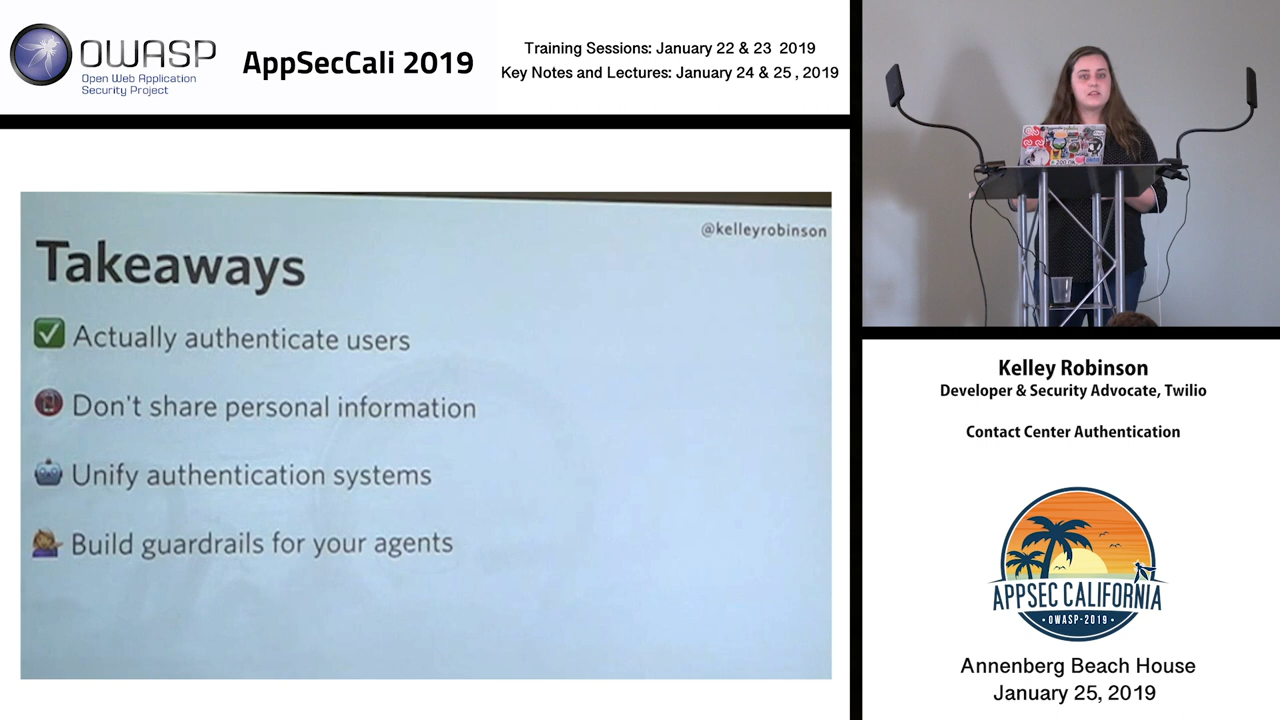 OWASP
Open Web Application
Security Project
AppSecCali 2019
Training Sessions: January 22 & 23 2019
Key Notes and Lectures: January 24 & 25 , 2019
@kelleyrobinson
Takeaways
Actually authenticate users
Don't share personal information
Unify authentication systems
Build guardrails for your agents
Kelley Robinson
Developer & Security Advocate, Twilio
Contact Center Authentication
APPSEC CALIFORNIA
• OWASP-2019 •
Annenberg Beach House
January 25, 2019